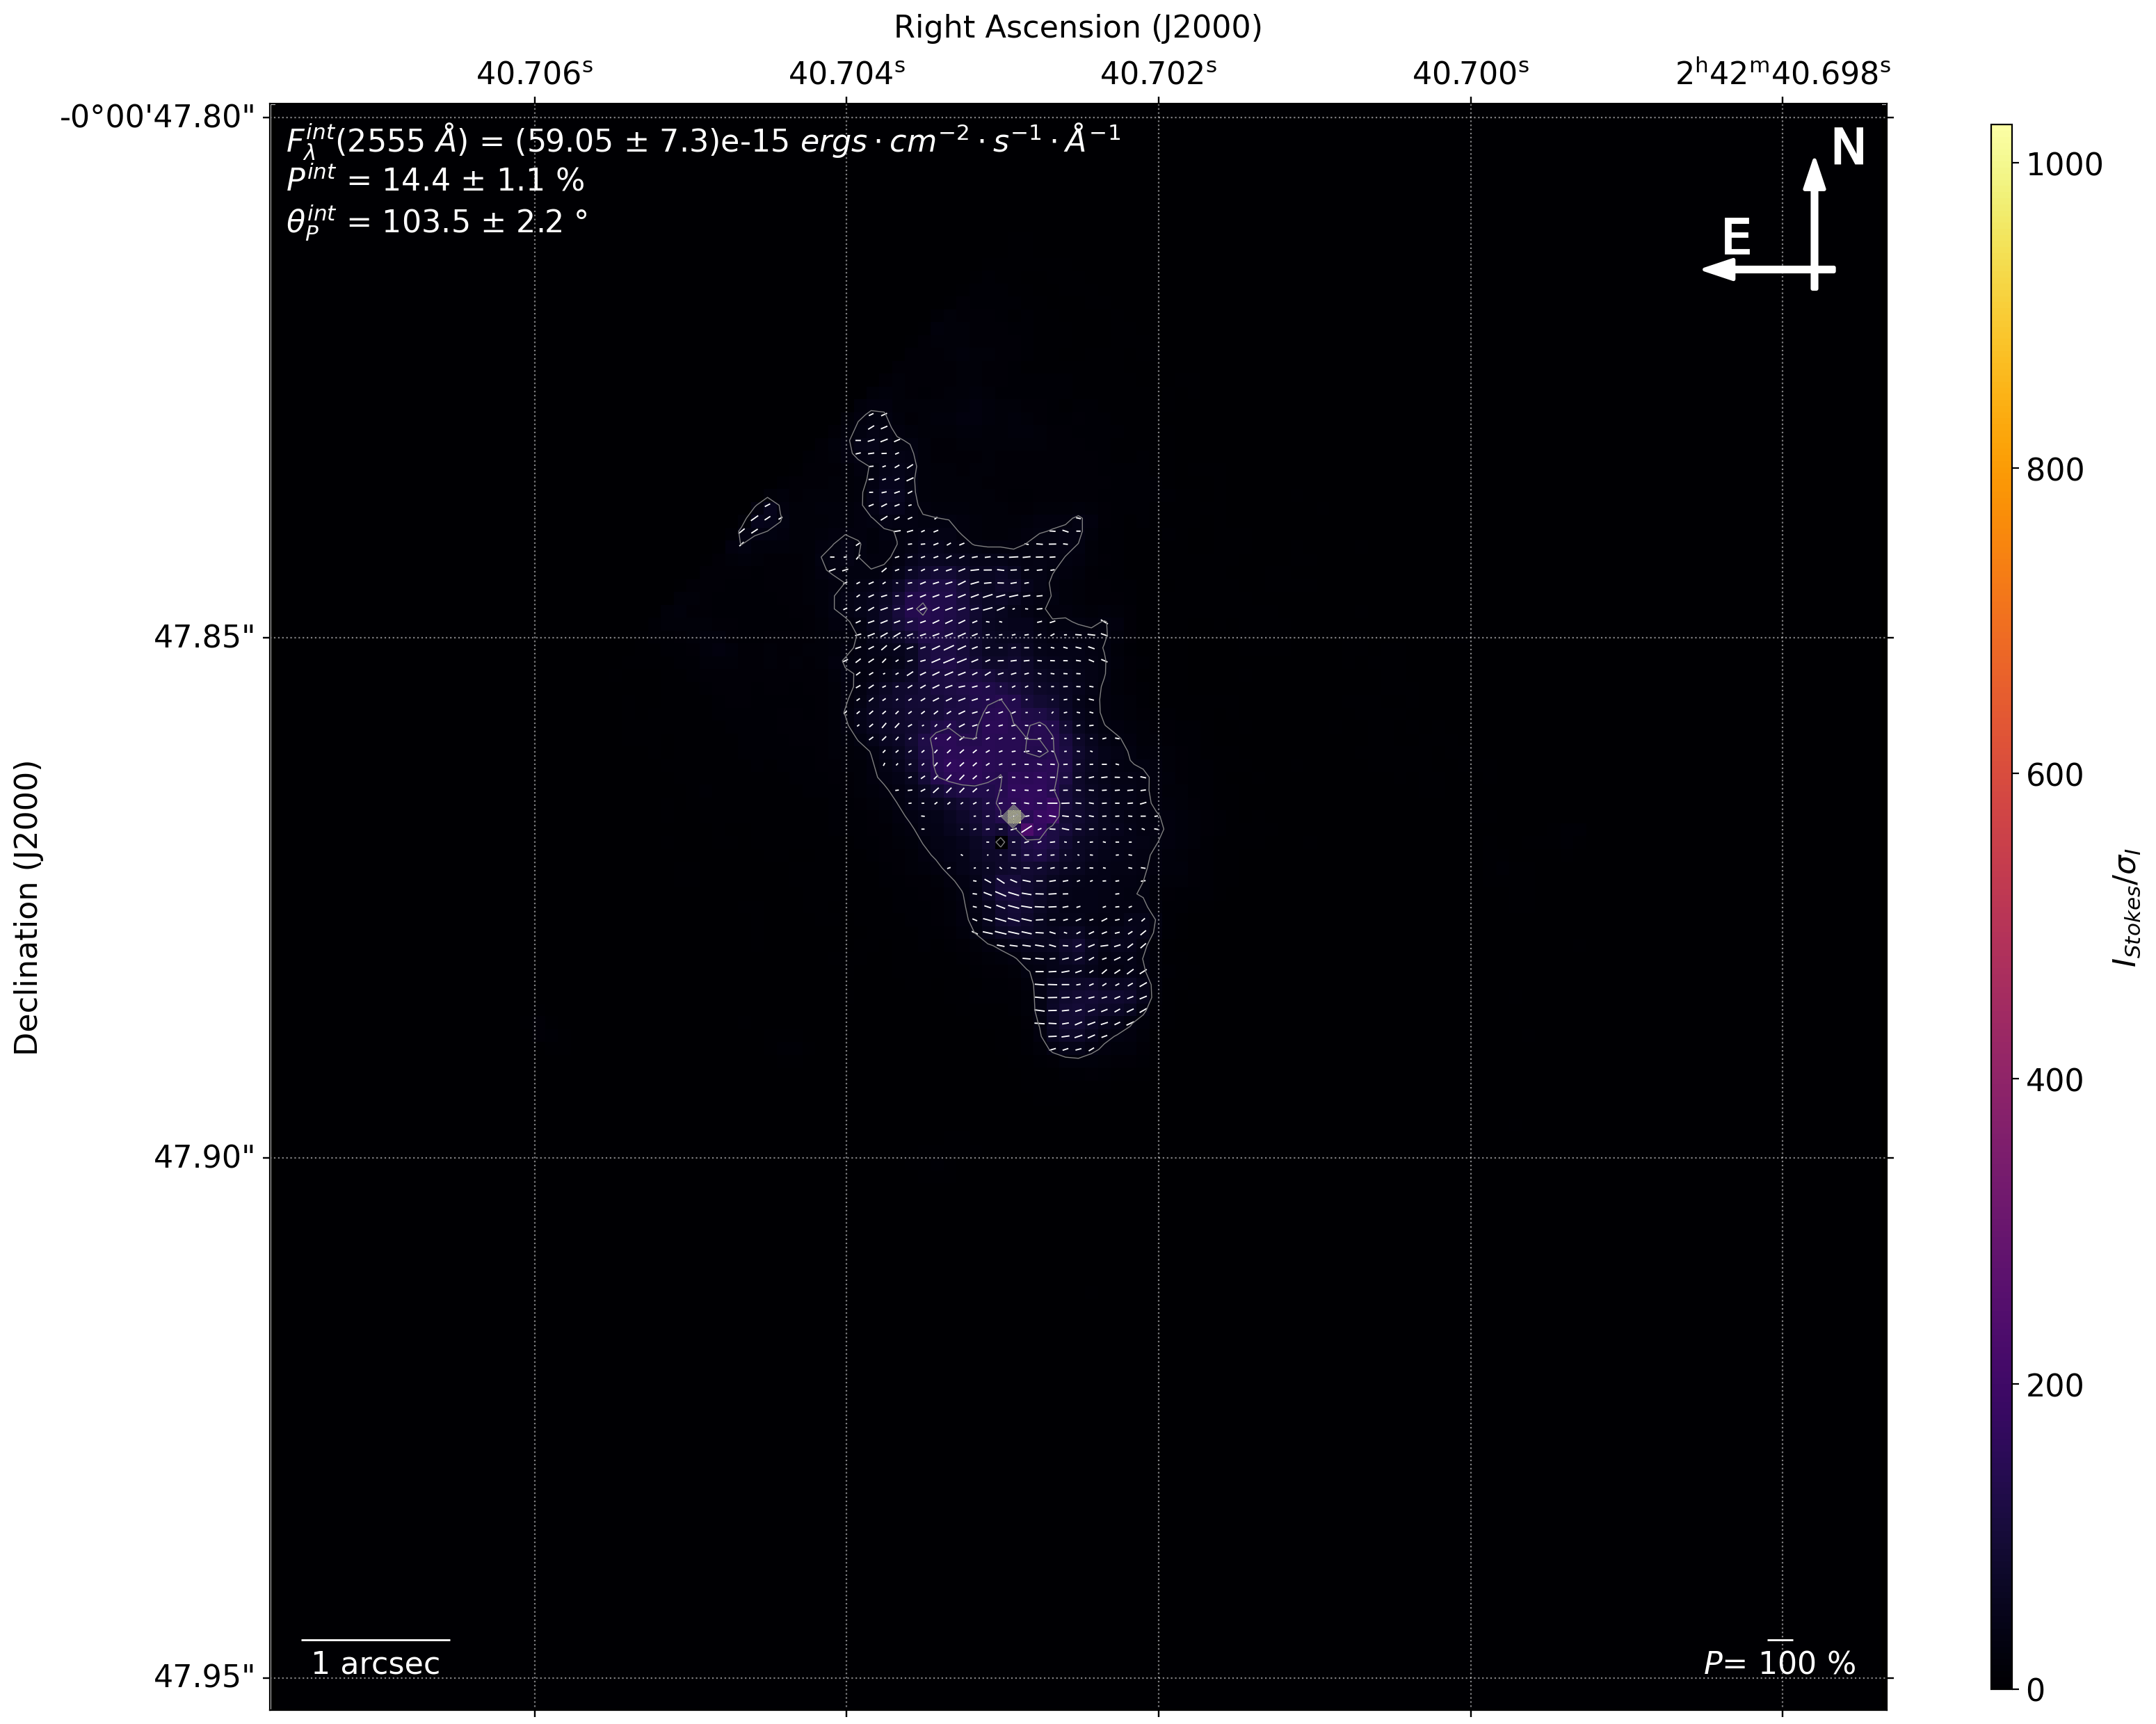 Right Ascension (J2000)
40.706ˢ 40.704ˢ 40.702ˢ 40.700ˢ 2ʰ42ᵐ40.698ˢ
-0°00'47.80"
47.85"
47.90"
47.95"
Declination (J2000)
F_λ^int(2555 Å) = (59.05 ± 7.3)e-15 ergs · cm⁻² · s⁻¹ · Å⁻¹
P^int = 14.4 ± 1.1 %
θ_P^int = 103.5 ± 2.2 °
N
E
1 arcsec
P= 100 %
1000
800
600
400
200
0
I_Stokes/σ_I